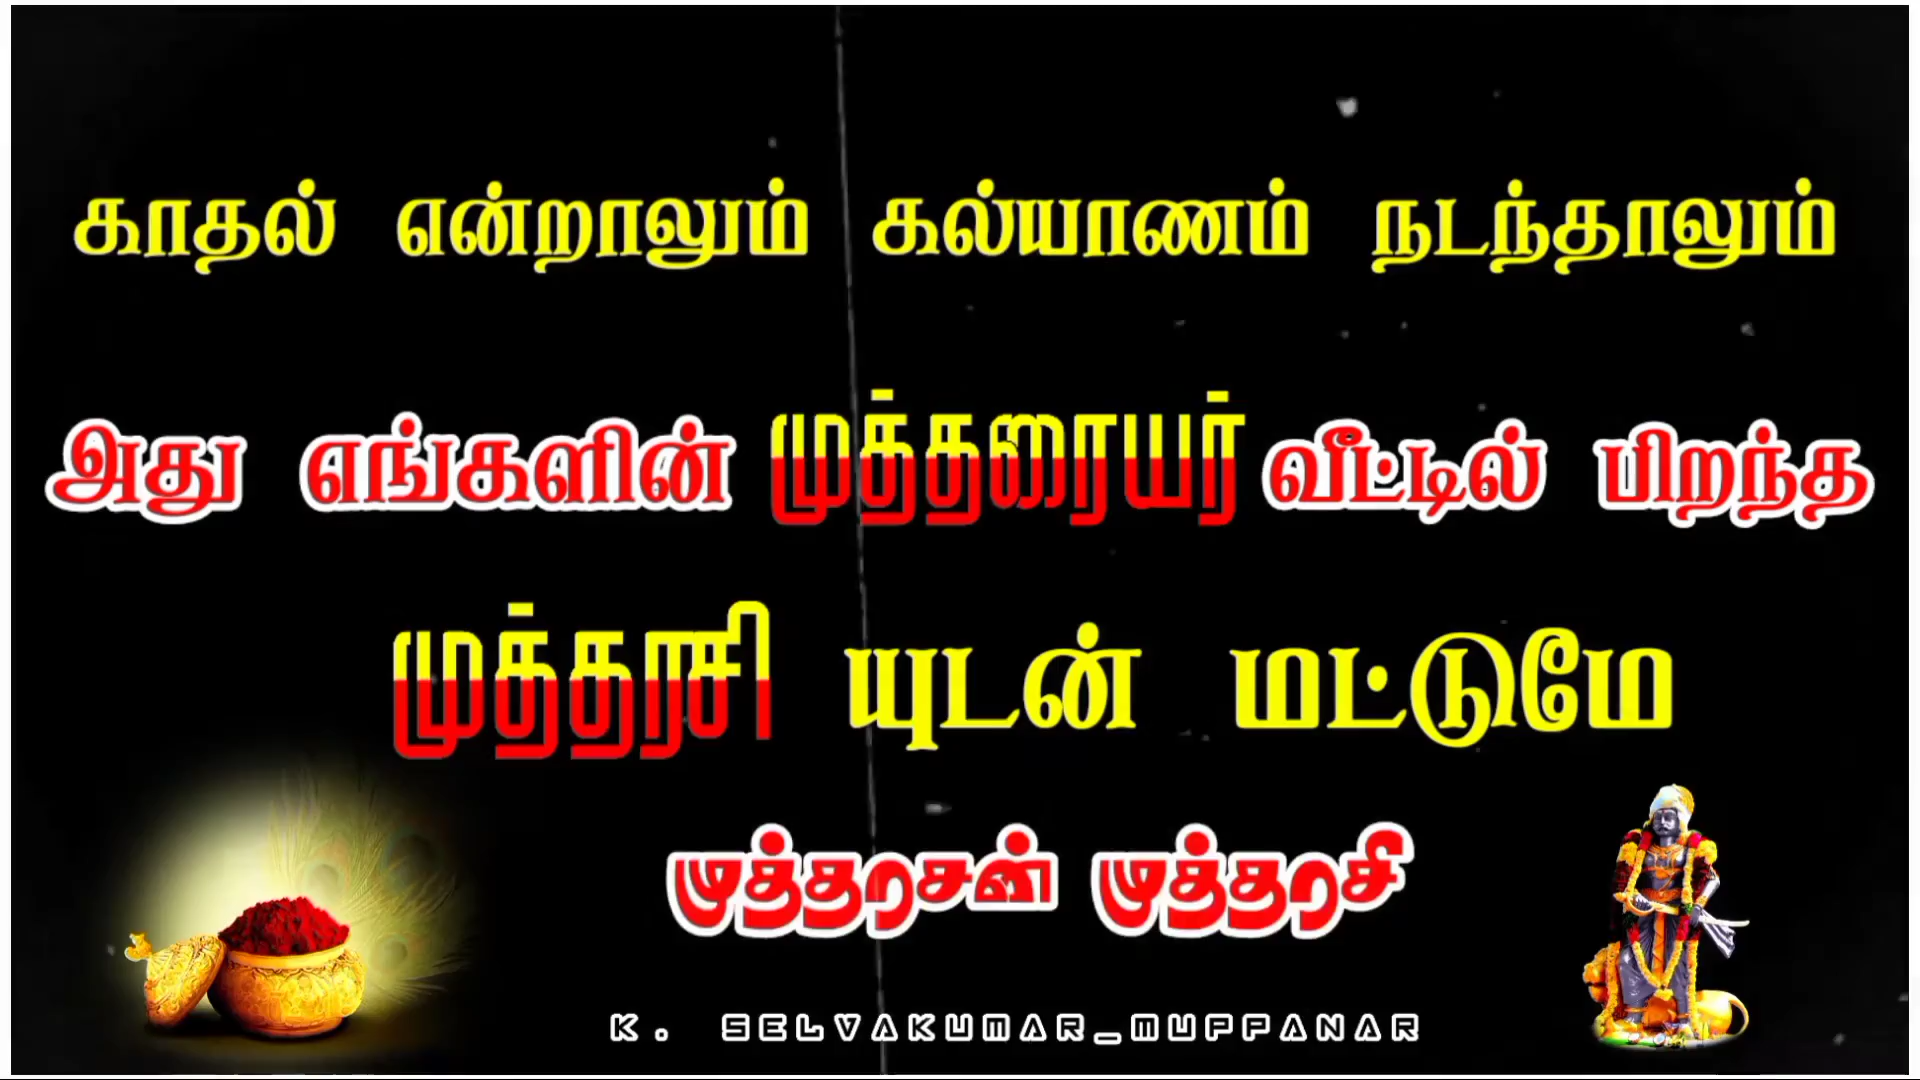 காதல் என்றாலும் கல்யாணம் நடந்தாலும்
அது எங்களின் முத்தரையர் வீட்டில் பிறந்த
முத்தரசி யுடன் மட்டுமே
முத்தரசன் முத்தரசி
K. SELVAKUMAR_MUPPANAR